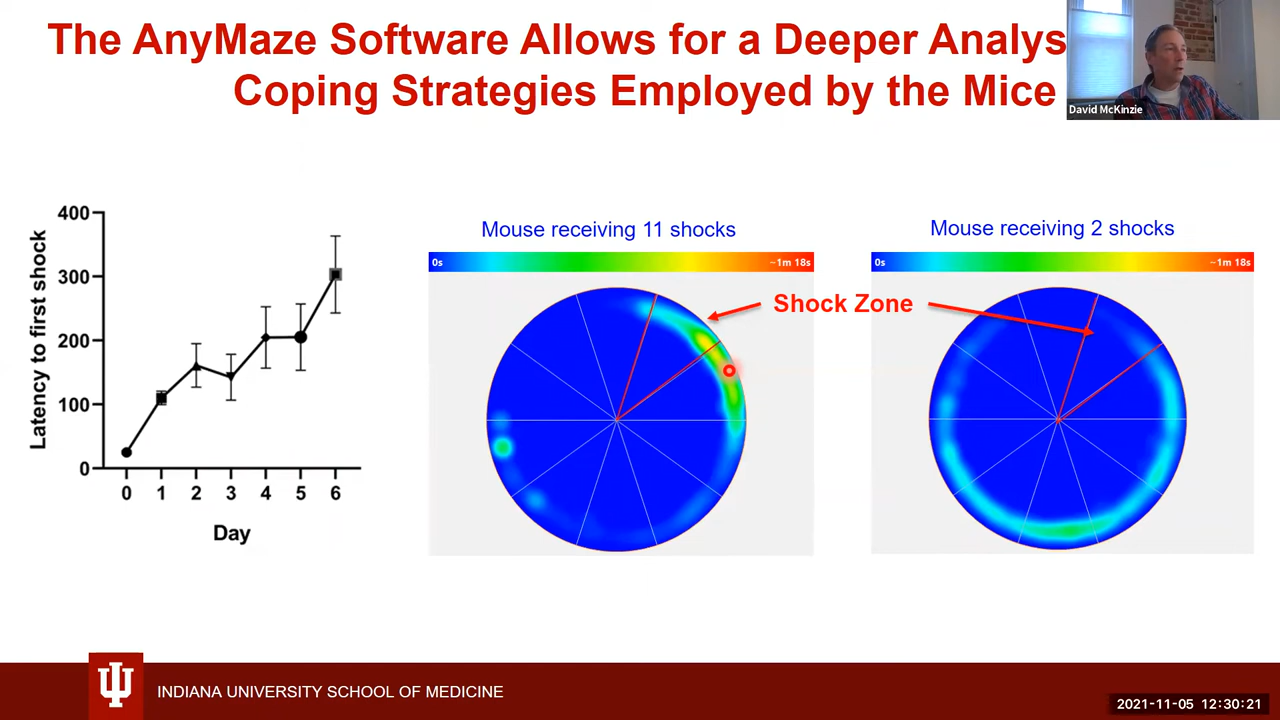 The AnyMaze Software Allows for a Deeper Analys
Coping Strategies Employed by the Mice
David McKinzie
Latency to first shock
400
300
200
100
0
0 1 2 3 4 5 6
Day
Mouse receiving 11 shocks
0s ~1m 18s
Shock Zone
Mouse receiving 2 shocks
0s ~1m 18s
INDIANA UNIVERSITY SCHOOL OF MEDICINE
2021-11-05 12:30:21